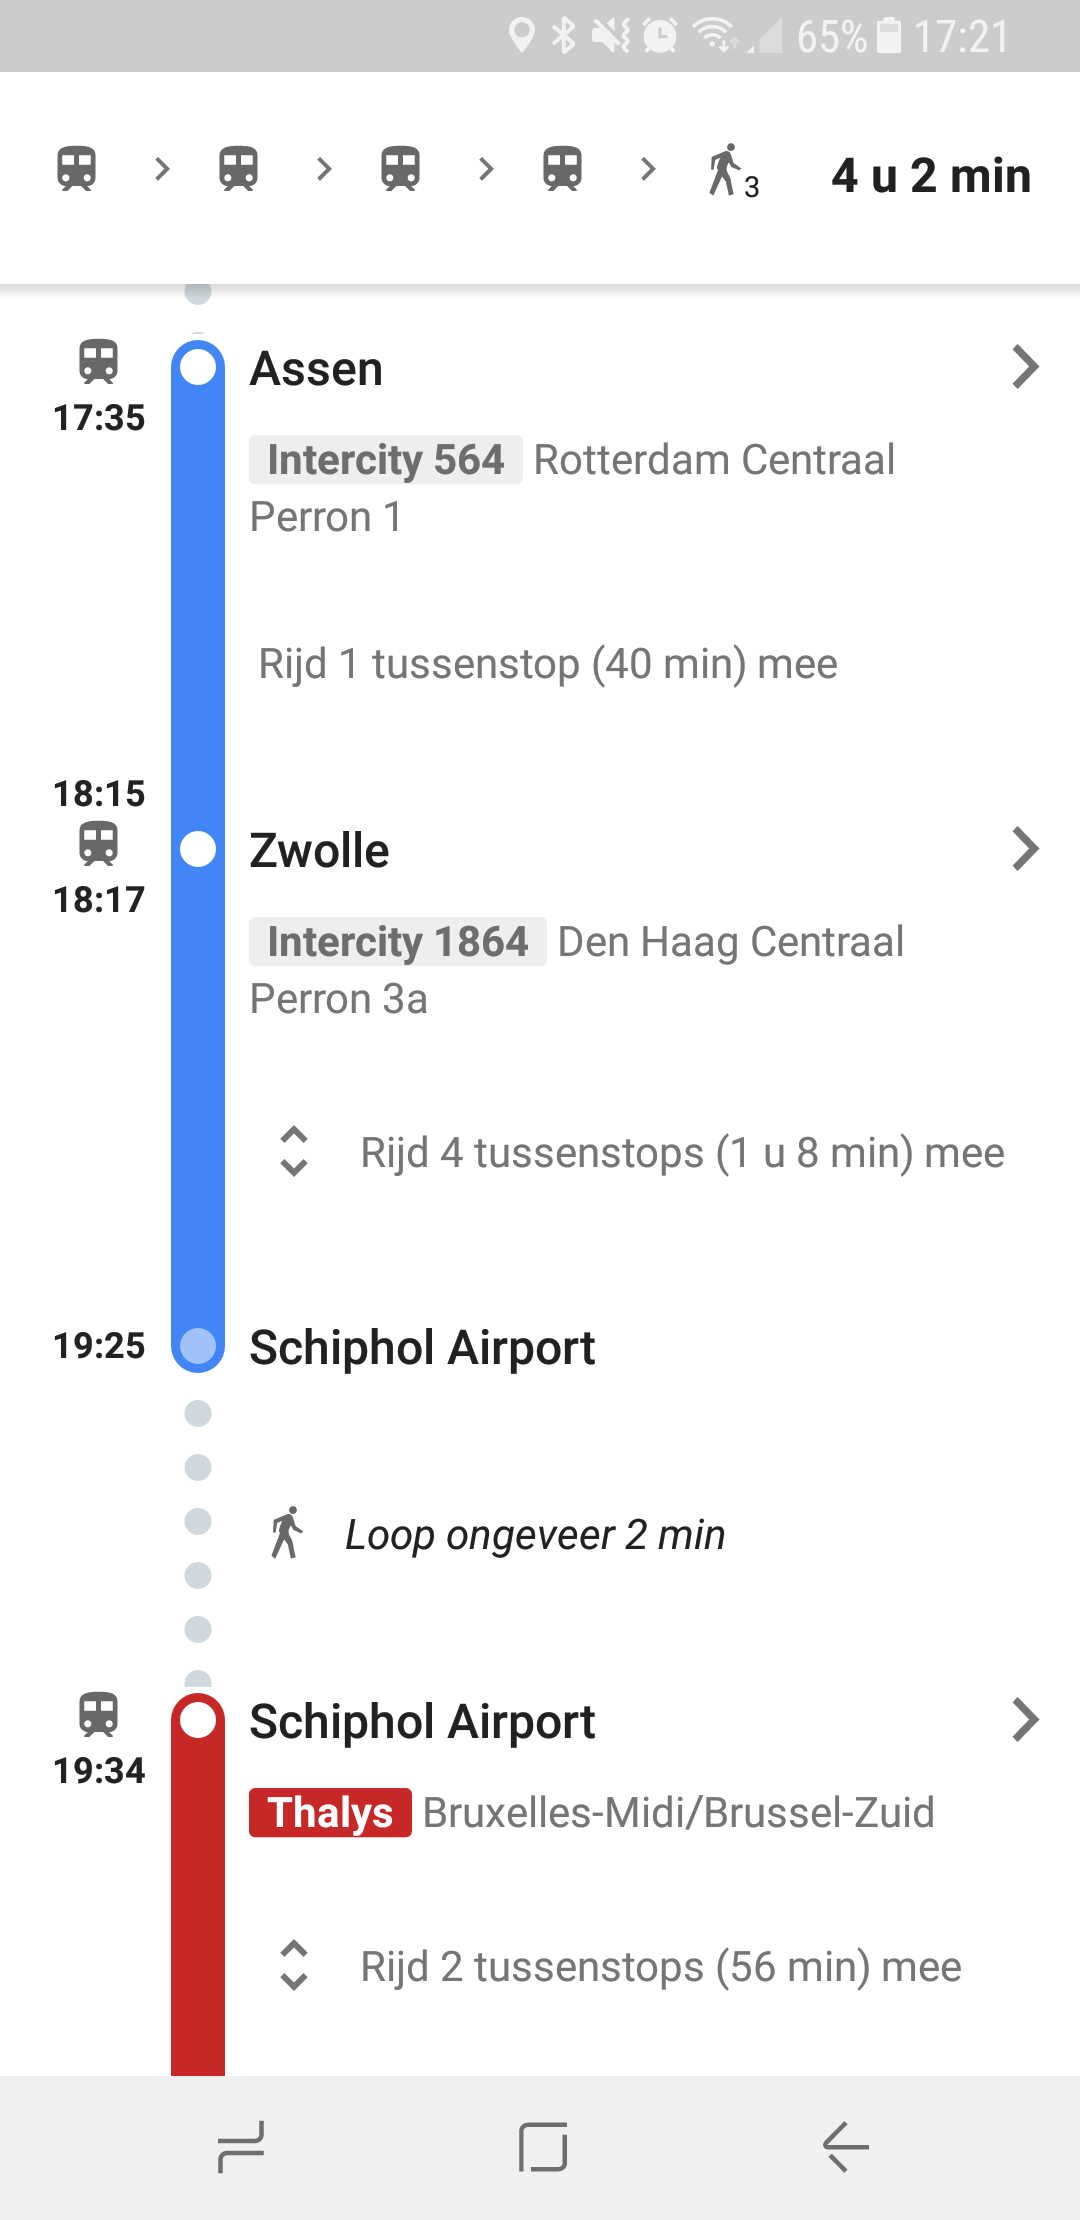 65% 17:21
3 4 u 2 min
Assen
17:35
Intercity 564 Rotterdam Centraal
Perron 1
Rijd 1 tussenstop (40 min) mee
18:15
Zwolle
18:17
Intercity 1864 Den Haag Centraal
Perron 3a
Rijd 4 tussenstops (1 u 8 min) mee
19:25 Schiphol Airport
Loop ongeveer 2 min
Schiphol Airport
19:34
Thalys Bruxelles-Midi/Brussel-Zuid
Rijd 2 tussenstops (56 min) mee